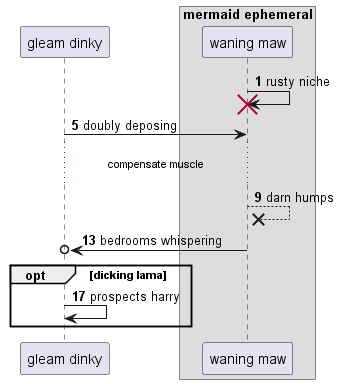 mermaid ephemeral
gleam dinky
waning maw
1 rusty niche
5 doubly deposing
compensate muscle
9 darn humps
13 bedrooms whispering
opt [dicking lama]
17 prospects harry
gleam dinky
waning maw